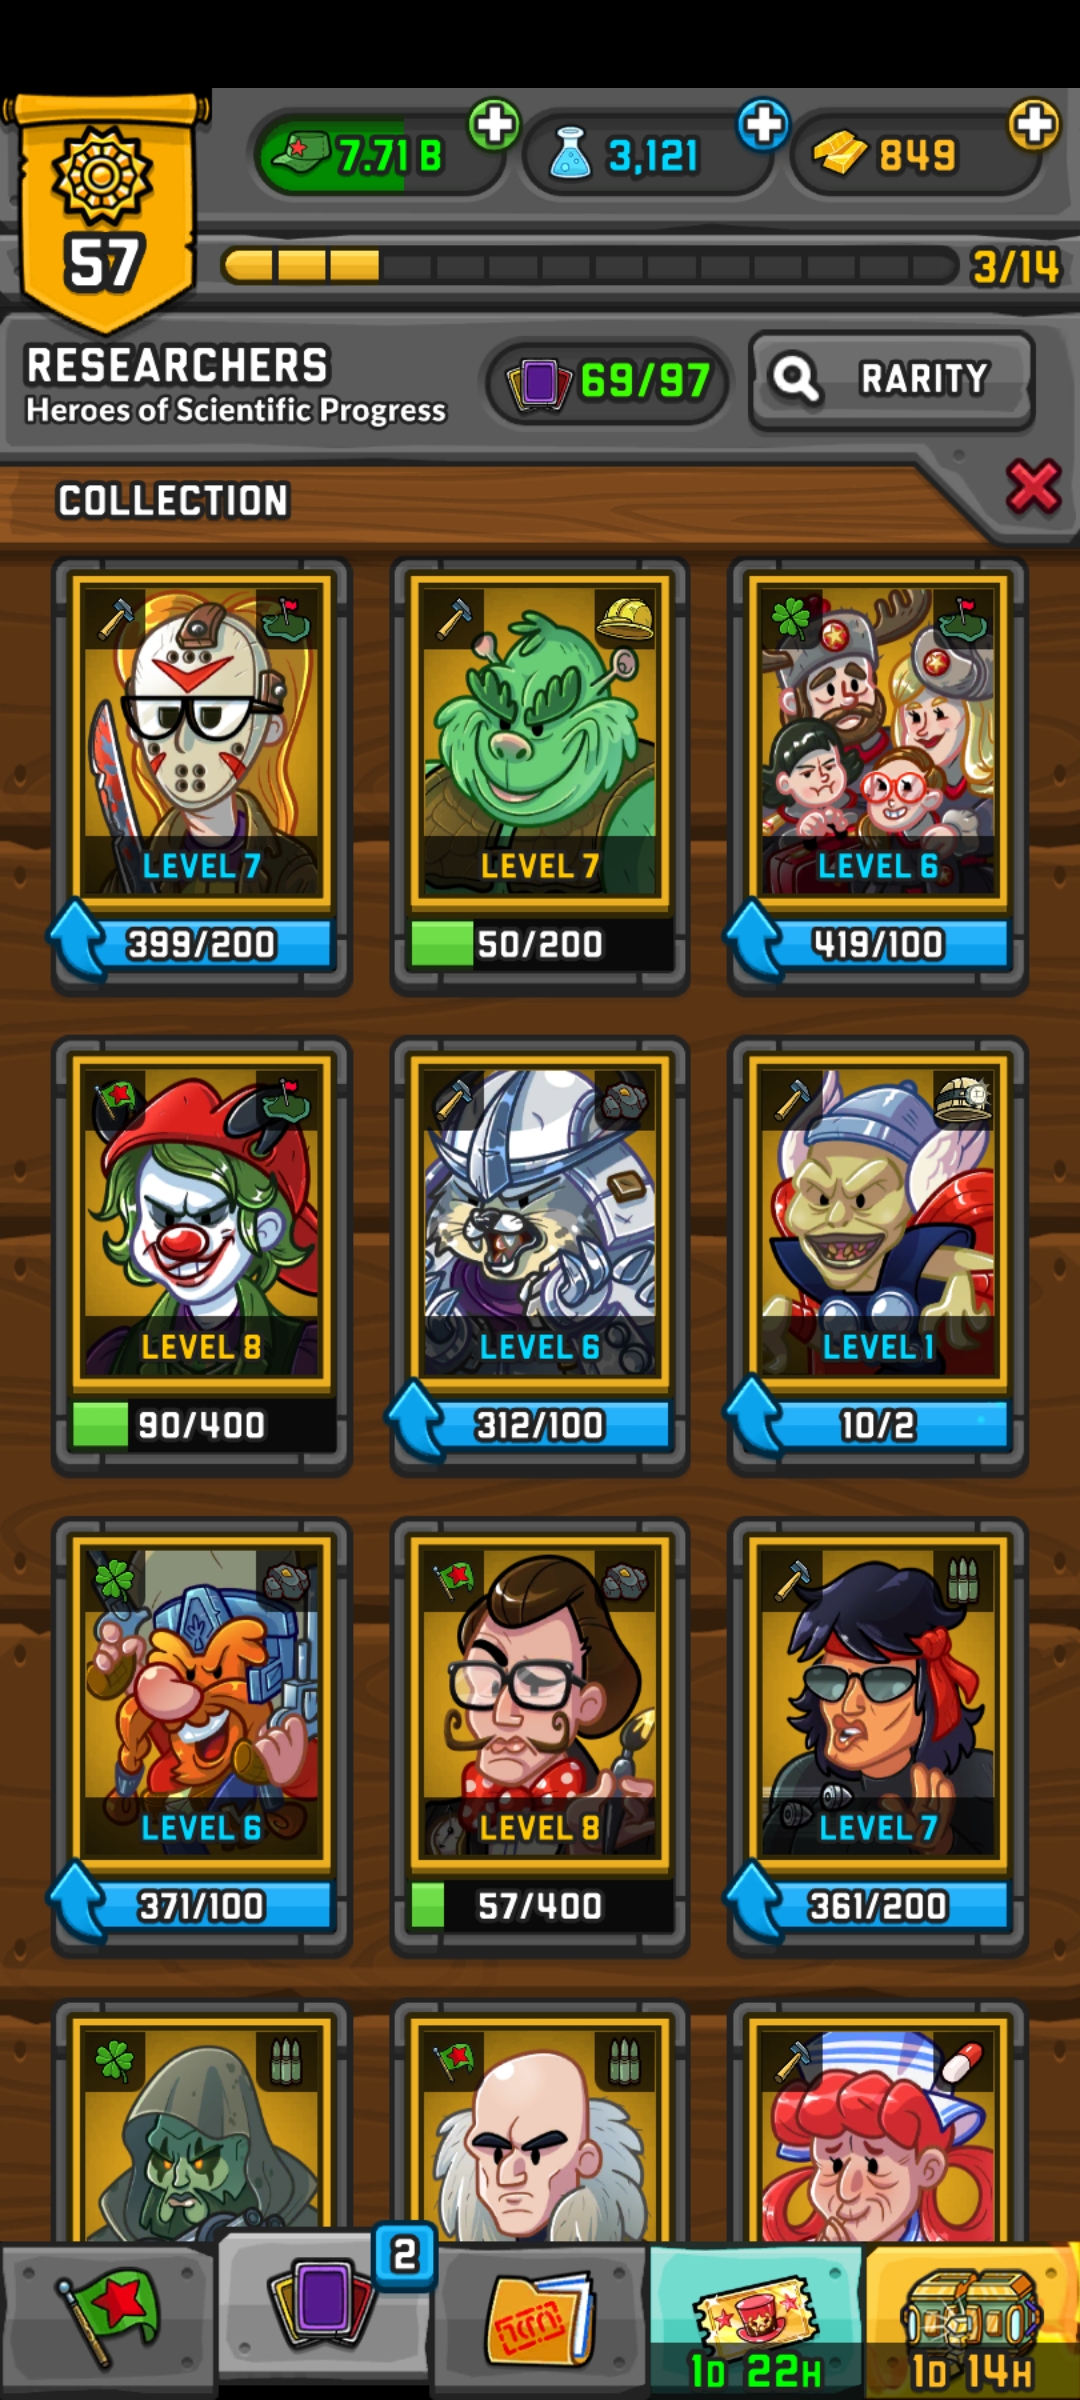 7.71 B
3,121
849
57
3/14
RESEARCHERS
Heroes of Scientific Progress
69/97
RARITY
COLLECTION
LEVEL 7
LEVEL 7
LEVEL 6
399/200
50/200
419/100
LEVEL 8
LEVEL 6
LEVEL 1
90/400
312/100
10/2
LEVEL 6
LEVEL 8
LEVEL 7
371/100
57/400
361/200
2
1D 22H
1D 14H